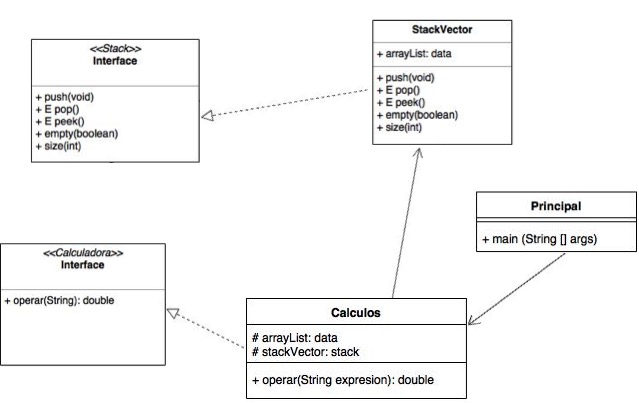 <<Stack>>
Interface
+ push(void)
+ E pop()
+ E peek()
+ empty(boolean)
+ size(int)
StackVector
+ arrayList: data
+ push(void)
+ E pop()
+ E peek()
+ empty(boolean)
+ size(int)
Principal
+ main (String [] args)
<<Calculadora>>
Interface
+ operar(String): double
Calculos
# arrayList: data
# stackVector: stack
+ operar(String expresion): double